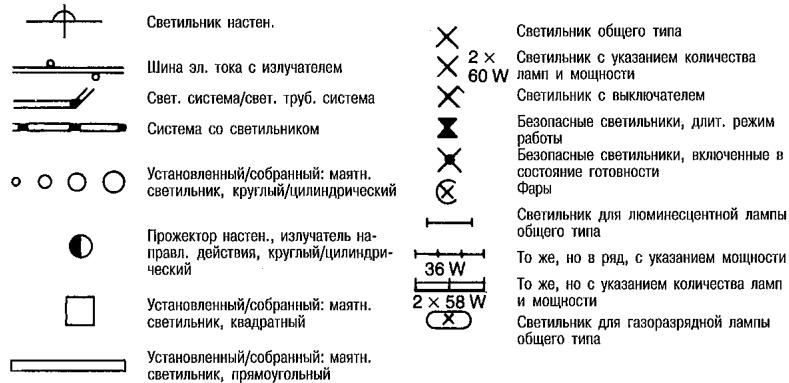 Светильник настен.
Шина эл. тока с излучателем
Свет. система/свет. труб. система
Система со светильником
Установленный/собранный: маятн.
светильник, круглый/цилиндрический
Прожектор настен., излучатель на-
правл. действия, круглый/цилиндри-
ческий
Установленный/собранный: маятн.
светильник, квадратный
Установленный/собранный: маятн.
светильник, прямоугольный
Светильник общего типа
2 ×
60 W
Светильник с указанием количества
ламп и мощности
Светильник с выключателем
Безопасные светильники, длит. режим
работы
Безопасные светильники, включенные в
состояние готовности
Фары
Светильник для люминесцентной лампы
общего типа
36 W
То же, но в ряд, с указанием мощности
2 × 58 W
То же, но с указанием количества ламп
и мощности
Светильник для газоразрядной лампы
общего типа